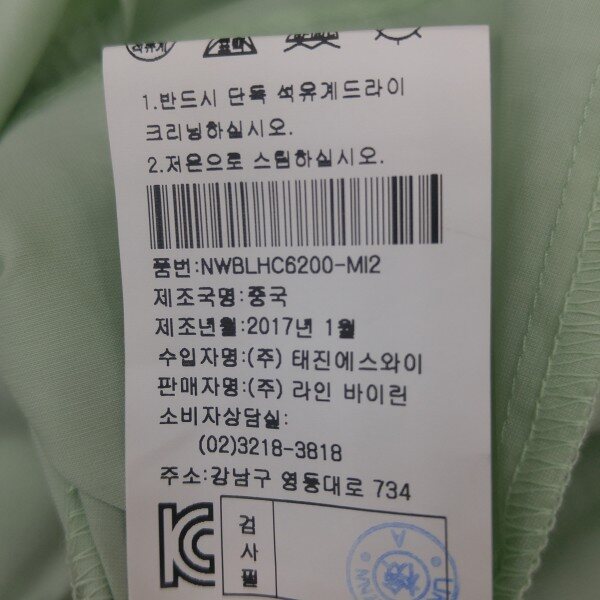 석유계
1.반드시 단독 석유계드라이
크리닝하십시오.
2.저온으로 스팀하십시오.
품번:NWBLHC6200-MI2
제조국명:중국
제조년월:2017년 1월
수입자명:(주) 태진에스와이
판매자명:(주) 라인 바이린
소비자상담실:
(02)3218-3818
주소:강남구 영동대로 734
KC
검
사
필
A